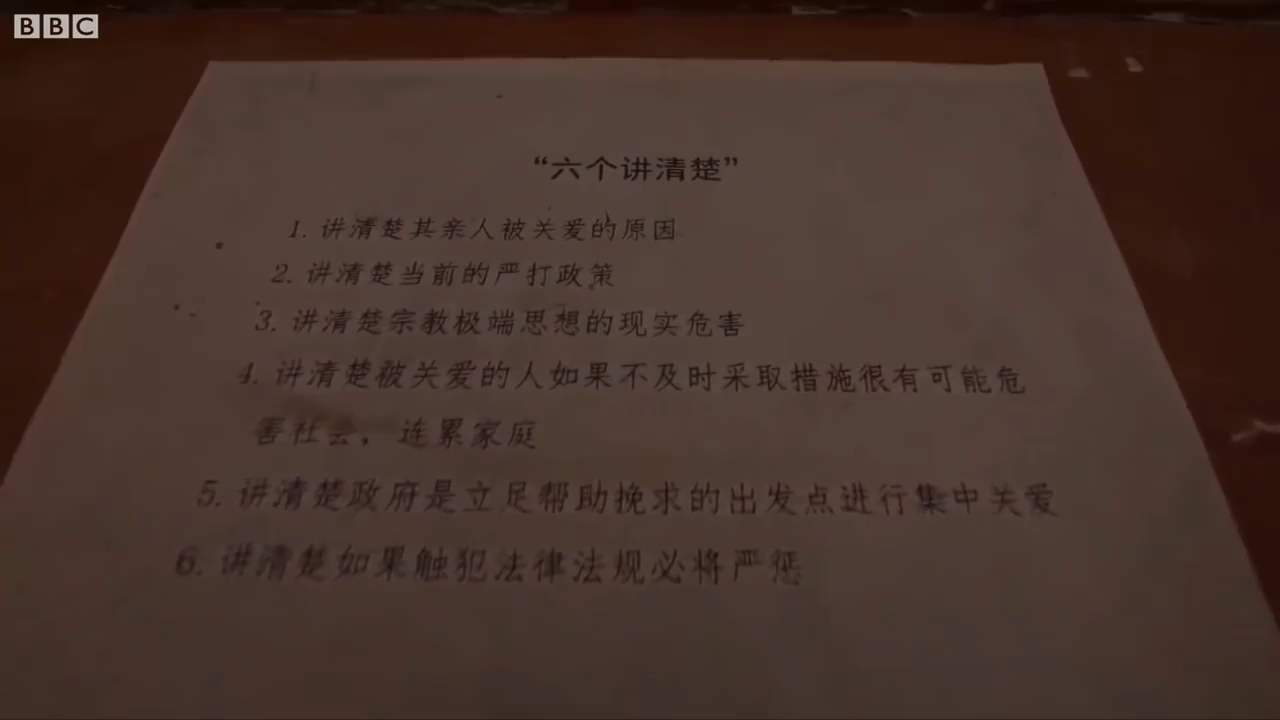 BBC
“六个讲清楚”
1. 讲清楚其亲人被关爱的原因
2. 讲清楚当前的严打政策
3. 讲清楚宗教极端思想的现实危害
4. 讲清楚被关爱的人如果不及时采取措施很有可能危
害社会，连累家庭
5. 讲清楚政府是立足帮助挽求的出发点进行集中关爱
6. 讲清楚如果触犯法律法规必将严惩